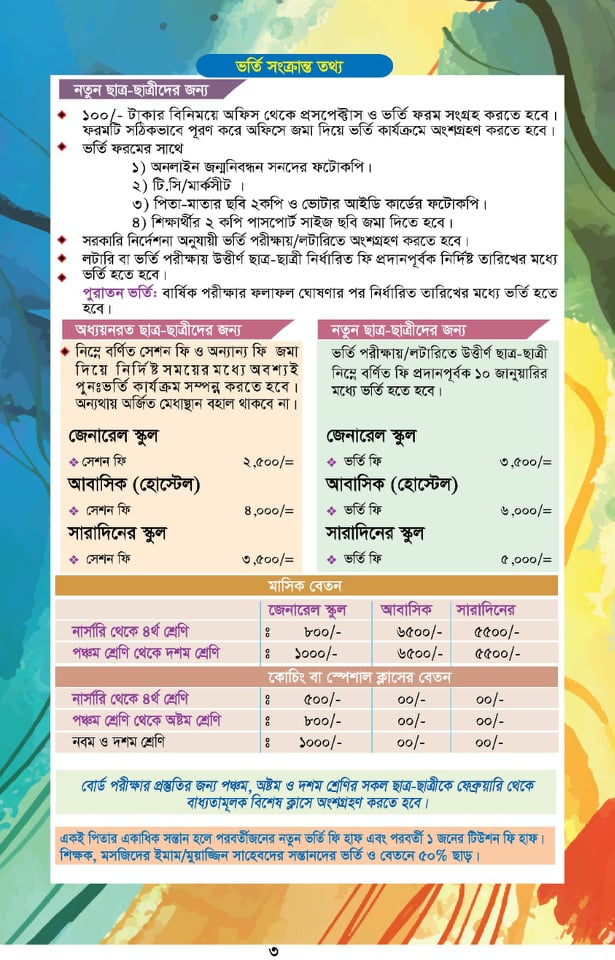 ভর্তি সংক্রান্ত তথ্য
নতুন ছাত্র-ছাত্রীদের জন্য
১০০/- টাকার বিনিময়ে অফিস থেকে প্রসপেক্টাস ও ভর্তি ফরম সংগ্রহ করতে হবে।
ফরমটি সঠিকভাবে পূরণ করে অফিসে জমা দিয়ে ভর্তি কার্যক্রমে অংশগ্রহণ করতে হবে।
ভর্তি ফরমের সাথে
১) অনলাইন জন্মনিবন্ধন সনদের ফটোকপি।
২) টি.সি/মার্কসীট ।
৩) পিতা-মাতার ছবি ২কপি ও ভোটার আইডি কার্ডের ফটোকপি।
৪) শিক্ষার্থীর ২ কপি পাসপোর্ট সাইজ ছবি জমা দিতে হবে।
সরকারি নির্দেশনা অনুযায়ী ভর্তি পরীক্ষায়/লটারিতে অংশগ্রহণ করতে হবে।
লটারি বা ভর্তি পরীক্ষায় উত্তীর্ণ ছাত্র-ছাত্রী নির্ধারিত ফি প্রদানপূর্বক নির্দিষ্ট তারিখের মধ্যে
ভর্তি হতে হবে।
পুরাতন ভর্তি: বার্ষিক পরীক্ষার ফলাফল ঘোষণার পর নির্ধারিত তারিখের মধ্যে ভর্তি হতে
হবে।
অধ্যয়নরত ছাত্র-ছাত্রীদের জন্য
নিম্নে বর্ণিত সেশন ফি ও অন্যান্য ফি জমা
দিয়ে নির্দিষ্ট সময়ের মধ্যে অবশ্যই
পুনঃভর্তি কার্যক্রম সম্পন্ন করতে হবে।
অন্যথায় অর্জিত মেধাস্থান বহাল থাকবে না।
জেনারেল স্কুল
সেশন ফি ২,৫০০/=
আবাসিক (হোস্টেল)
সেশন ফি ৪,০০০/=
সারাদিনের স্কুল
সেশন ফি ৩,৫০০/=
নতুন ছাত্র-ছাত্রীদের জন্য
ভর্তি পরীক্ষায়/লটারিতে উত্তীর্ণ ছাত্র-ছাত্রী
নিম্নে বর্ণিত ফি প্রদানপূর্বক ১০ জানুয়ারির
মধ্যে ভর্তি হতে হবে।
জেনারেল স্কুল
ভর্তি ফি ৩,৫০০/=
আবাসিক (হোস্টেল)
ভর্তি ফি ৬,০০০/=
সারাদিনের স্কুল
ভর্তি ফি ৫,০০০/=
মাসিক বেতন
জেনারেল স্কুল আবাসিক সারাদিনের
নার্সারি থেকে ৪র্থ শ্রেণি ঃ ৮০০/- ৬৫০০/- ৫৫০০/-
পঞ্চম শ্রেণি থেকে দশম শ্রেণি ঃ ১০০০/- ৬৫০০/- ৫৫০০/-
কোচিং বা স্পেশাল ক্লাসের বেতন
নার্সারি থেকে ৪র্থ শ্রেণি ঃ ৫০০/- ০০/- ০০/-
পঞ্চম শ্রেণি থেকে অষ্টম শ্রেণি ঃ ৮০০/- ০০/- ০০/-
নবম ও দশম শ্রেণি ঃ ১০০০/- ০০/- ০০/-
বোর্ড পরীক্ষার প্রস্তুতির জন্য পঞ্চম, অষ্টম ও দশম শ্রেণির সকল ছাত্র-ছাত্রীকে ফেব্রুয়ারি থেকে
বাধ্যতামূলক বিশেষ ক্লাসে অংশগ্রহণ করতে হবে।
একই পিতার একাধিক সন্তান হলে পরবর্তীজনের নতুন ভর্তি ফি হাফ এবং পরবর্তী ১ জনের টিউশন ফি হাফ।
শিক্ষক, মসজিদের ইমাম/মুয়াজ্জিন সাহেবদের সন্তানদের ভর্তি ও বেতনে ৫০% ছাড়।
৩